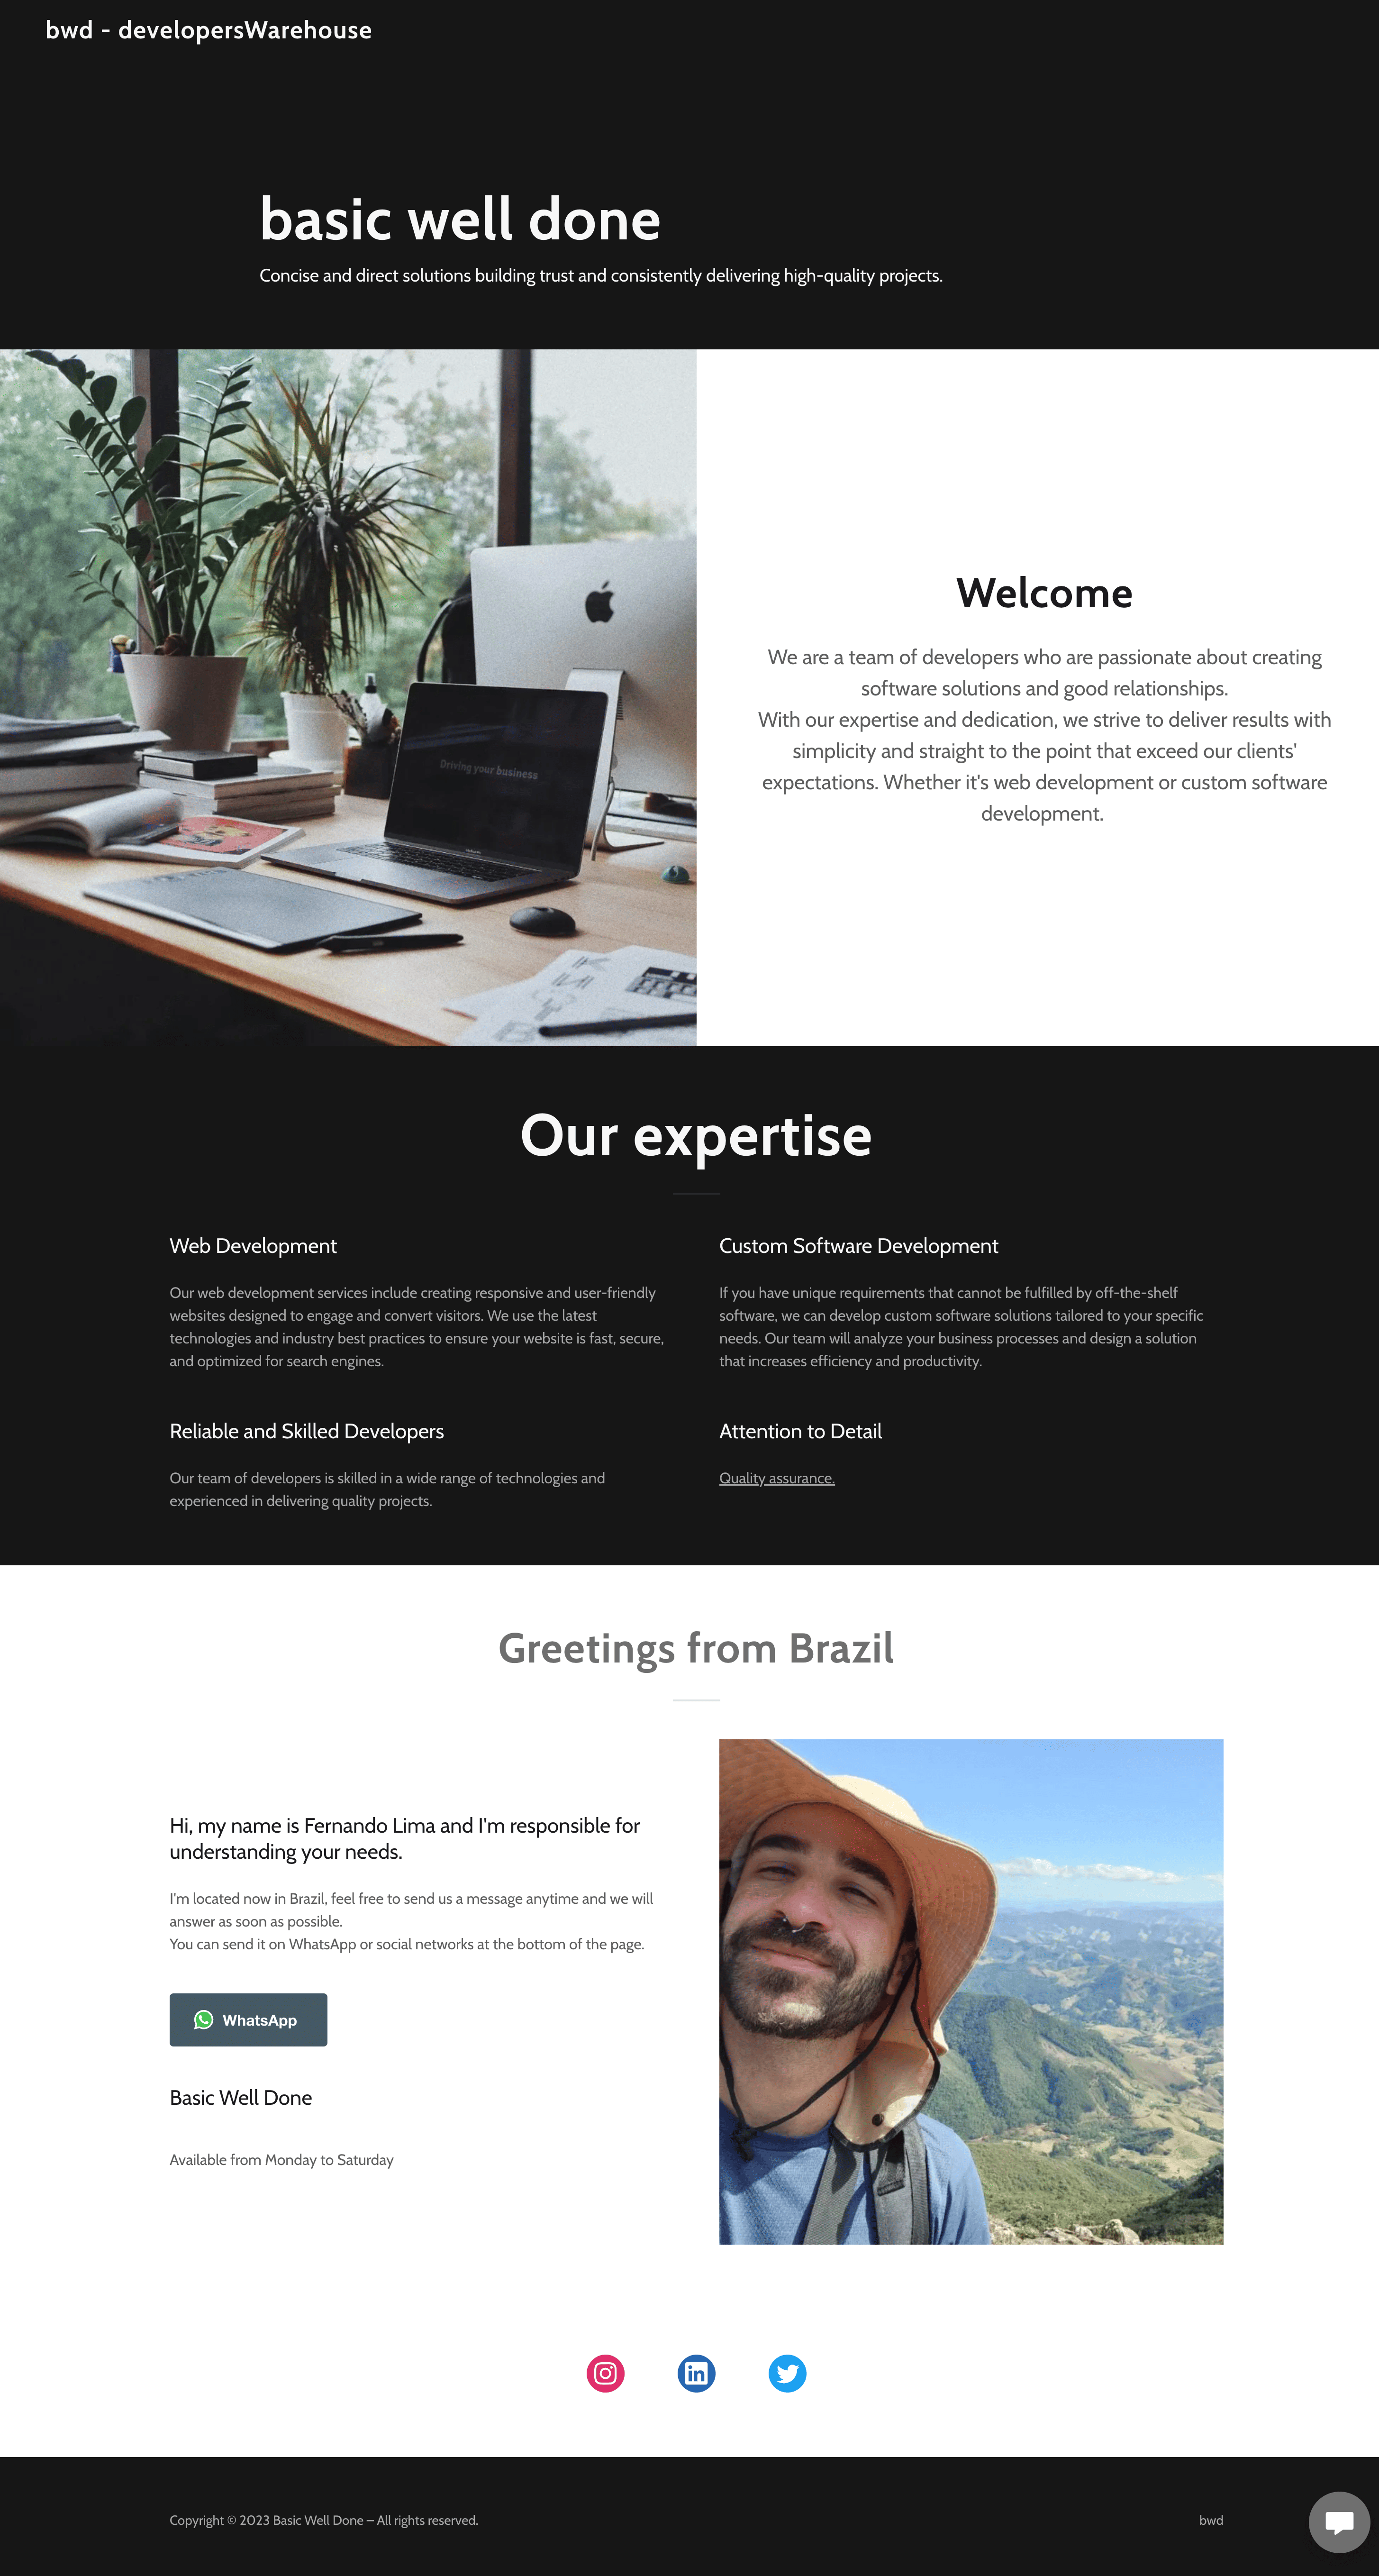 bwd - developersWarehouse
basic well done
Concise and direct solutions building trust and consistently delivering high-quality projects.
Driving your business
Welcome
We are a team of developers who are passionate about creating
software solutions and good relationships.
With our expertise and dedication, we strive to deliver results with
simplicity and straight to the point that exceed our clients'
expectations. Whether it's web development or custom software
development.
Our expertise
Web Development
Our web development services include creating responsive and user-friendly
websites designed to engage and convert visitors. We use the latest
technologies and industry best practices to ensure your website is fast, secure,
and optimized for search engines.
Custom Software Development
If you have unique requirements that cannot be fulfilled by off-the-shelf
software, we can develop custom software solutions tailored to your specific
needs. Our team will analyze your business processes and design a solution
that increases efficiency and productivity.
Reliable and Skilled Developers
Our team of developers is skilled in a wide range of technologies and
experienced in delivering quality projects.
Attention to Detail
Quality assurance.
Greetings from Brazil
Hi, my name is Fernando Lima and I'm responsible for
understanding your needs.
I'm located now in Brazil, feel free to send us a message anytime and we will
answer as soon as possible.
You can send it on WhatsApp or social networks at the bottom of the page.
WhatsApp
Basic Well Done
Available from Monday to Saturday
Copyright © 2023 Basic Well Done – All rights reserved.
bwd